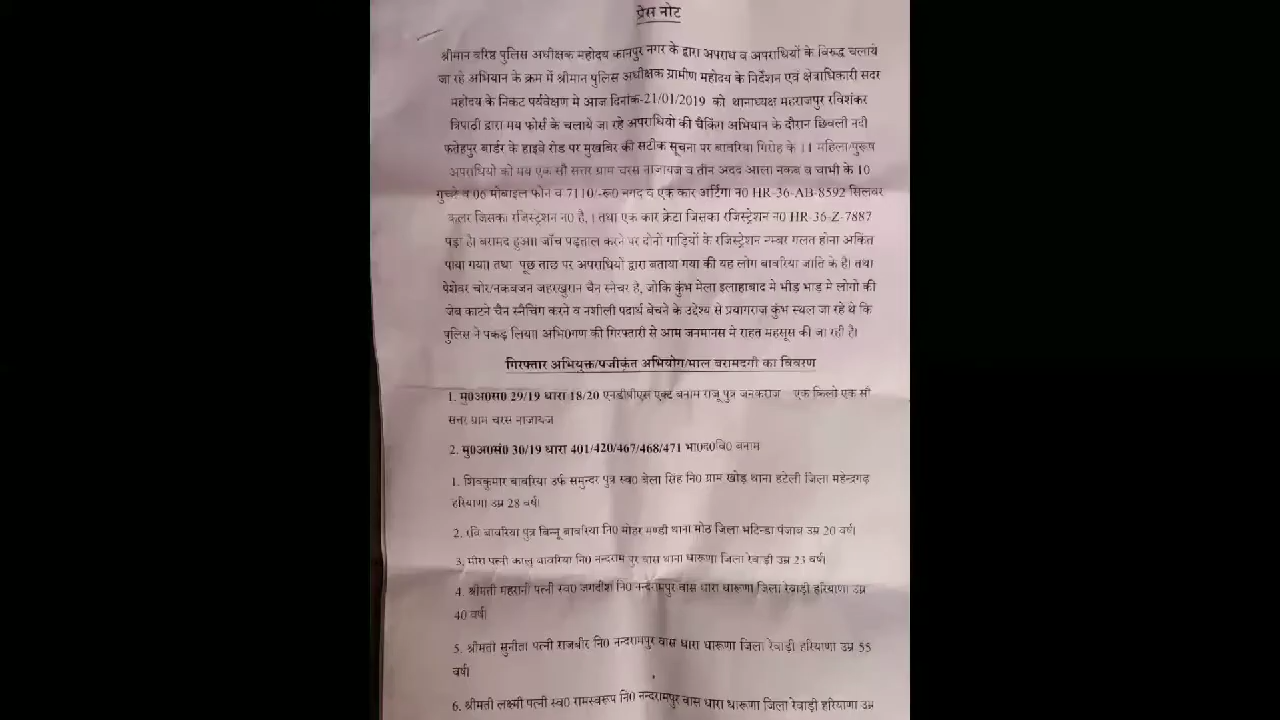 प्रेस नोट
श्रीमान वरिष्ठ पुलिस अधीक्षक महोदय कानपुर नगर के द्वारा अपराध व अपराधियों के विरुद्ध चलाये
जा रहे अभियान के क्रम में श्रीमान पुलिस अधीक्षक ग्रामीण महोदय के निर्देशन एवं क्षेत्राधिकारी सदर
महोदय के निकट पर्यवेक्षण मे आज दिनांक-21/01/2019 को थानाध्यक्ष महराजपुर रविशंकर
त्रिपाठी द्वारा मय फोर्स के चलाये जा रहे अपराधियो की चैकिंग अभियान के दौरान छिवली नदी
फतेहपुर बार्डर के हाइवे रोड पर मुखबिर की सटीक सूचना पर बावरिया गिरोह के 11 महिला/पुरूष
अपराधियो को मय एक सौ सत्तर ग्राम चरस नाजायज व तीन अदद आला नकब व चाभी के 10
गुच्छे व 06 मोबाइल फोन व 7110/-रू0 नगद व एक कार अर्टिगा न0 HR-36-AB-8592 सिलवर
कलर जिसका रजिस्ट्रेशन न0 है, । तथा एक कार क्रेटा जिसका रजिस्ट्रेशन न0 HR-36-Z-7887
पड़ा है। बरामद हुआ। जाँच पड़ताल करने पर दोनों गाड़ियों के रजिस्ट्रेशन नम्बर गलत होना अंकित
पाया गया। तथा पूछ ताछ पर अपराधियों द्वारा बताया गया की यह लोग बावरिया जाति के है। तथा
पेशेवर चोर/नकवजन जहरखुरान चैन स्नेचर है, जोकि कुंभ मेला इलाहाबाद मे भीड़ भाड़ मे लोगो की
जेब काटने चैन स्नैचिंग करने व नशीली पदार्थ बेचने के उद्देश्य से प्रयागराज कुंभ स्थल जा रहे थे कि
पुलिस ने पकड़ लिया। अभि0गण की गिरफ्तारी से आम जनमानस मे राहत महसूस की जा रही है।
गिरफ्तार अभियुक्त/पजीकृंत अभियोग/माल बरामदगी का विवरण
1. मु0अ0स0 29/19 धारा 18/20 एनडीपीएस एक्ट बनाम राजू पुत्र जनकराज एक किलो एक सौ
सत्तर ग्राम चरस नाजायज
2. मु0अ0सं0 30/19 धारा 401/420/467/468/471 भा0द0वि0 बनाम
1. शिवकुमार बावरिया उर्फ समुन्दर पुत्र स्व0 बेला सिंह नि0 ग्राम खोड़ थाना हटेली जिला महेन्द्रगढ़
हरियाणा उम्र 28 वर्ष।
2. रवि बावरिया पुत्र बिन्नू बावरिया नि0 मोहर मण्डी थाना मोठ जिला भटिन्डा पंजाब उम्र 20 वर्ष।
3. मीरा पत्नी कालू बावरिया नि0 नन्दराम पुर वास थाना धारूणा जिला रेवाड़ी उम्र 23 वर्ष।
4. श्रीमती महरानी पत्नी स्व0 जगदीश नि0 नन्दरामपुर वास धारा धारूणा जिला रेवाड़ी हरियाणा उम्र
40 वर्ष।
5. श्रीमती सुनीता पत्नी राजबीर नि0 नन्दरामपुर वास धारा धारूणा जिला रेवाड़ी हरियाणा उम्र 55
वर्ष।
6. श्रीमती लक्ष्मी पत्नी स्व0 रामस्वरूप नि0 नन्दरामपुर वास धारा धारूणा जिला रेवाड़ी हरियाणा उम्र